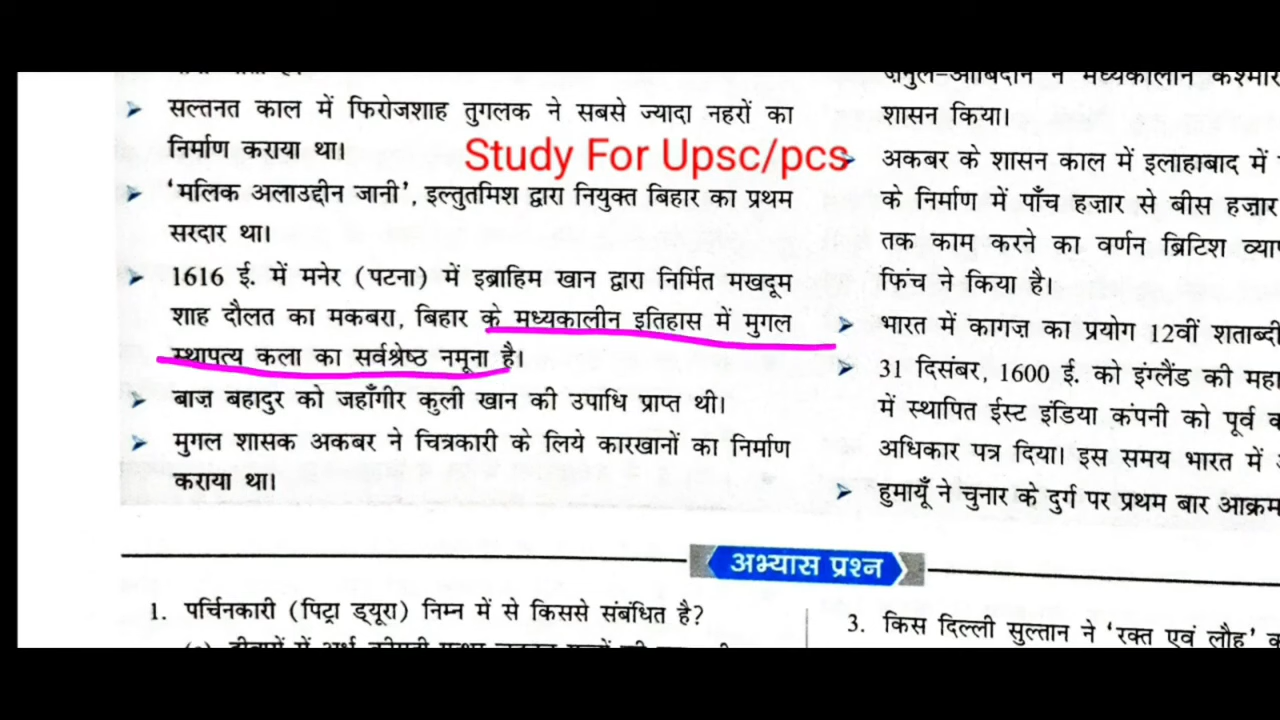 सल्तनत काल में फिरोजशाह तुगलक ने सबसे ज्यादा नहरों का
निर्माण कराया था।
Study For Upsc/pcs
'मलिक अलाउद्दीन जानी', इल्तुतमिश द्वारा नियुक्त बिहार का प्रथम
सरदार था।
1616 ई. में मनेर (पटना) में इब्राहिम खान द्वारा निर्मित मखदूम
शाह दौलत का मकबरा, बिहार के मध्यकालीन इतिहास में मुगल
स्थापत्य कला का सर्वश्रेष्ठ नमूना है।
बाज़ बहादुर को जहाँगीर कुली खान की उपाधि प्राप्त थी।
मुगल शासक अकबर ने चित्रकारी के लिये कारखानों का निर्माण
कराया था।
ज़ैनुल-आबिदीन ने मध्यकालीन
शासन किया।
अकबर के शासन काल में इलाहाबाद में
के निर्माण में पाँच हज़ार से बीस हज़ार
तक काम करने का वर्णन ब्रिटिश
फिंच ने किया है।
भारत में कागज़ का प्रयोग 12वीं शताब्दी
31 दिसंबर, 1600 ई. को इंग्लैंड की
में स्थापित ईस्ट इंडिया कंपनी को पूर्व
अधिकार पत्र दिया। इस समय भारत में
हुमायूँ ने चुनार के दुर्ग पर प्रथम बार
अभ्यास प्रश्न
1. पर्चिनकारी (पिट्रा ड्यूरा) निम्न में से किससे संबंधित है?
3. किस दिल्ली सुल्तान ने 'रक्त एवं लौह'